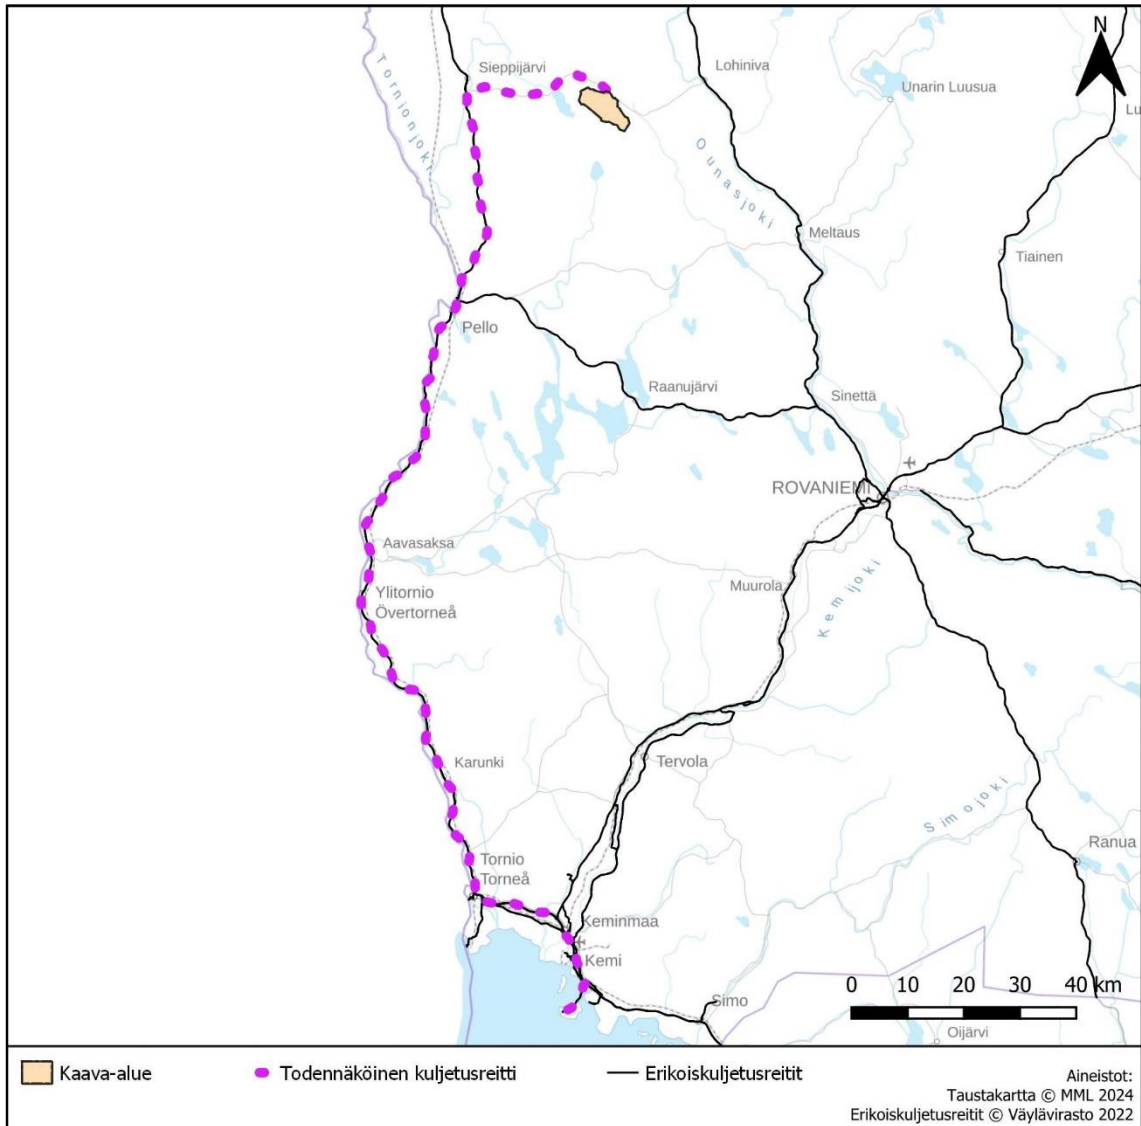 N
Sieppijärvi
Lohiniva
Unarin Luusua
Lu
Tornionjoki
Ounasjoki
Meltaus
Tiainen
Pello
Raanujärvi
Sinettä
ROVANIEMI
Aavasaksa
Ylitornio
Övertorneå
Muurola
Kemijoki
Karunki
Tervola
Simojoki
Ranua
Tornio
Torneå
Keminmaa
Kemi
Simo
0 10 20 30 40 km
Oijärvi
Kaava-alue
Todennäköinen kuljetusreitti
Erikoiskuljetusreitit
Aineistot:
Taustakartta © MML 2024
Erikoiskuljetusreitit © Väylävirasto 2022